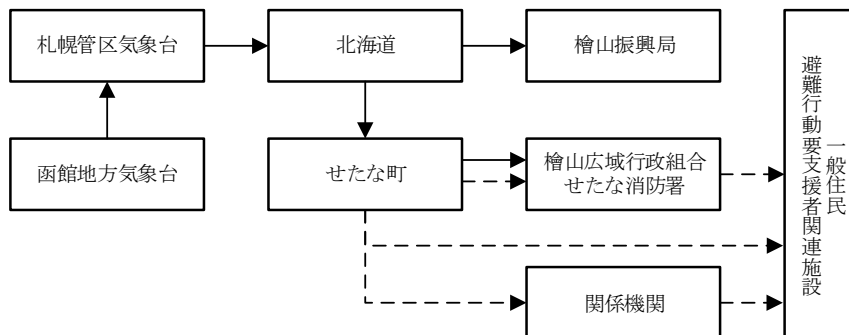 札幌管区気象台
北海道
檜山振興局
函館地方気象台
せたな町
檜山広域行政組合
せたな消防署
関係機関
一般住民
避難行動要支援者関連施設